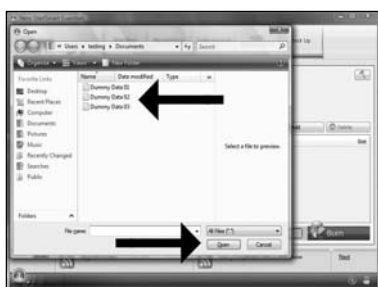 Open
Users
testing
Documents
Search
Organize
Views
New Folder
Favorite Links
Name
Date modified
Type
Desktop
Recent Places
Computer
Documents
Pictures
Music
Recently Changed
Searches
Public
Dummy Data 01
Dummy Data 02
Dummy Data 03
Select a file to preview.
Folders
File name:
All Files (*.*)
Open
Cancel
Delete
Size
Burn